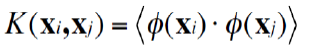 K(xi,xj) = ⟨ϕ(xi) · ϕ(xj)⟩